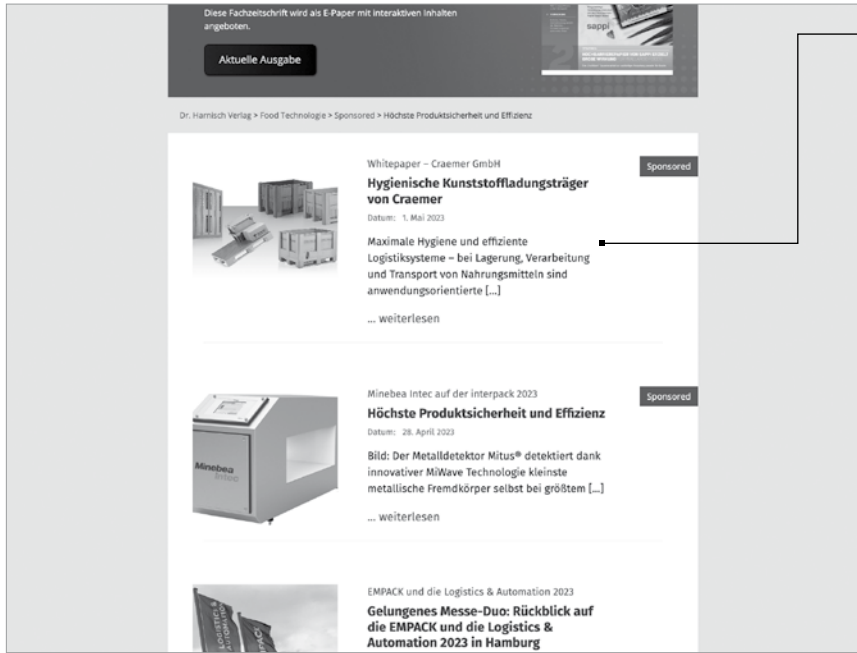 Diese Fachzeitschrift wird als E-Paper mit interaktiven Inhalten
angeboten.
Aktuelle Ausgabe
sappi
Dr. Harnisch Verlag > Food Technologie > Sponsored > Höchste Produktsicherheit und Effizienz
Whitepaper – Craemer GmbH
Sponsored
Hygienische Kunststoffladungsträger
von Craemer
Datum: 1. Mai 2023
Maximale Hygiene und effiziente
Logistiksysteme – bei Lagerung, Verarbeitung
und Transport von Nahrungsmitteln sind
anwendungsorientierte [...]
... weiterlesen
Minebea Intec auf der interpack 2023
Sponsored
Höchste Produktsicherheit und Effizienz
Datum: 28. April 2023
Bild: Der Metalldetektor Mitus® detektiert dank
innovativer MiWave Technologie kleinste
metallische Fremdkörper selbst bei größtem [...]
... weiterlesen
Minebea
Intec
EMPACK und die Logistics & Automation 2023
Gelungenes Messe-Duo: Rückblick auf
die EMPACK und die Logistics &
Automation 2023 in Hamburg
LOGISTICS &
AUTOMATION